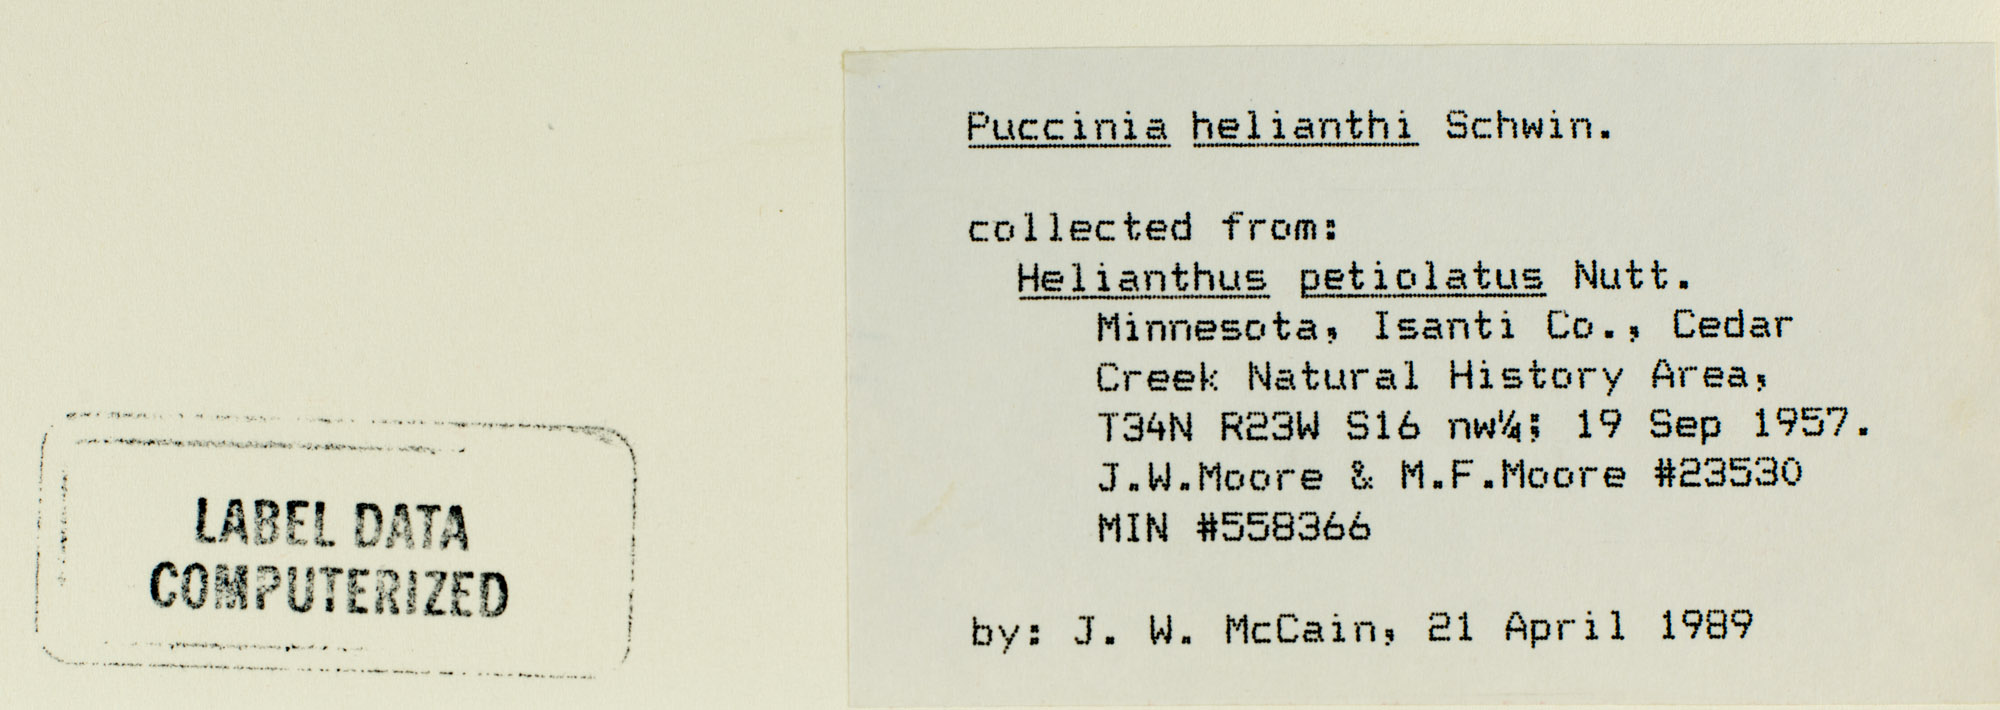 Puccinia helianthi Schwin.
collected from:
Helianthus petiolatus Nutt.
Minnesota, Isanti Co., Cedar
Creek Natural History Area,
T34N R23W S16 nw¼; 19 Sep 1957.
J.W.Moore & M.F.Moore #23530
MIN #558366
by: J. W. McCain, 21 April 1989
LABEL DATA
COMPUTERIZED